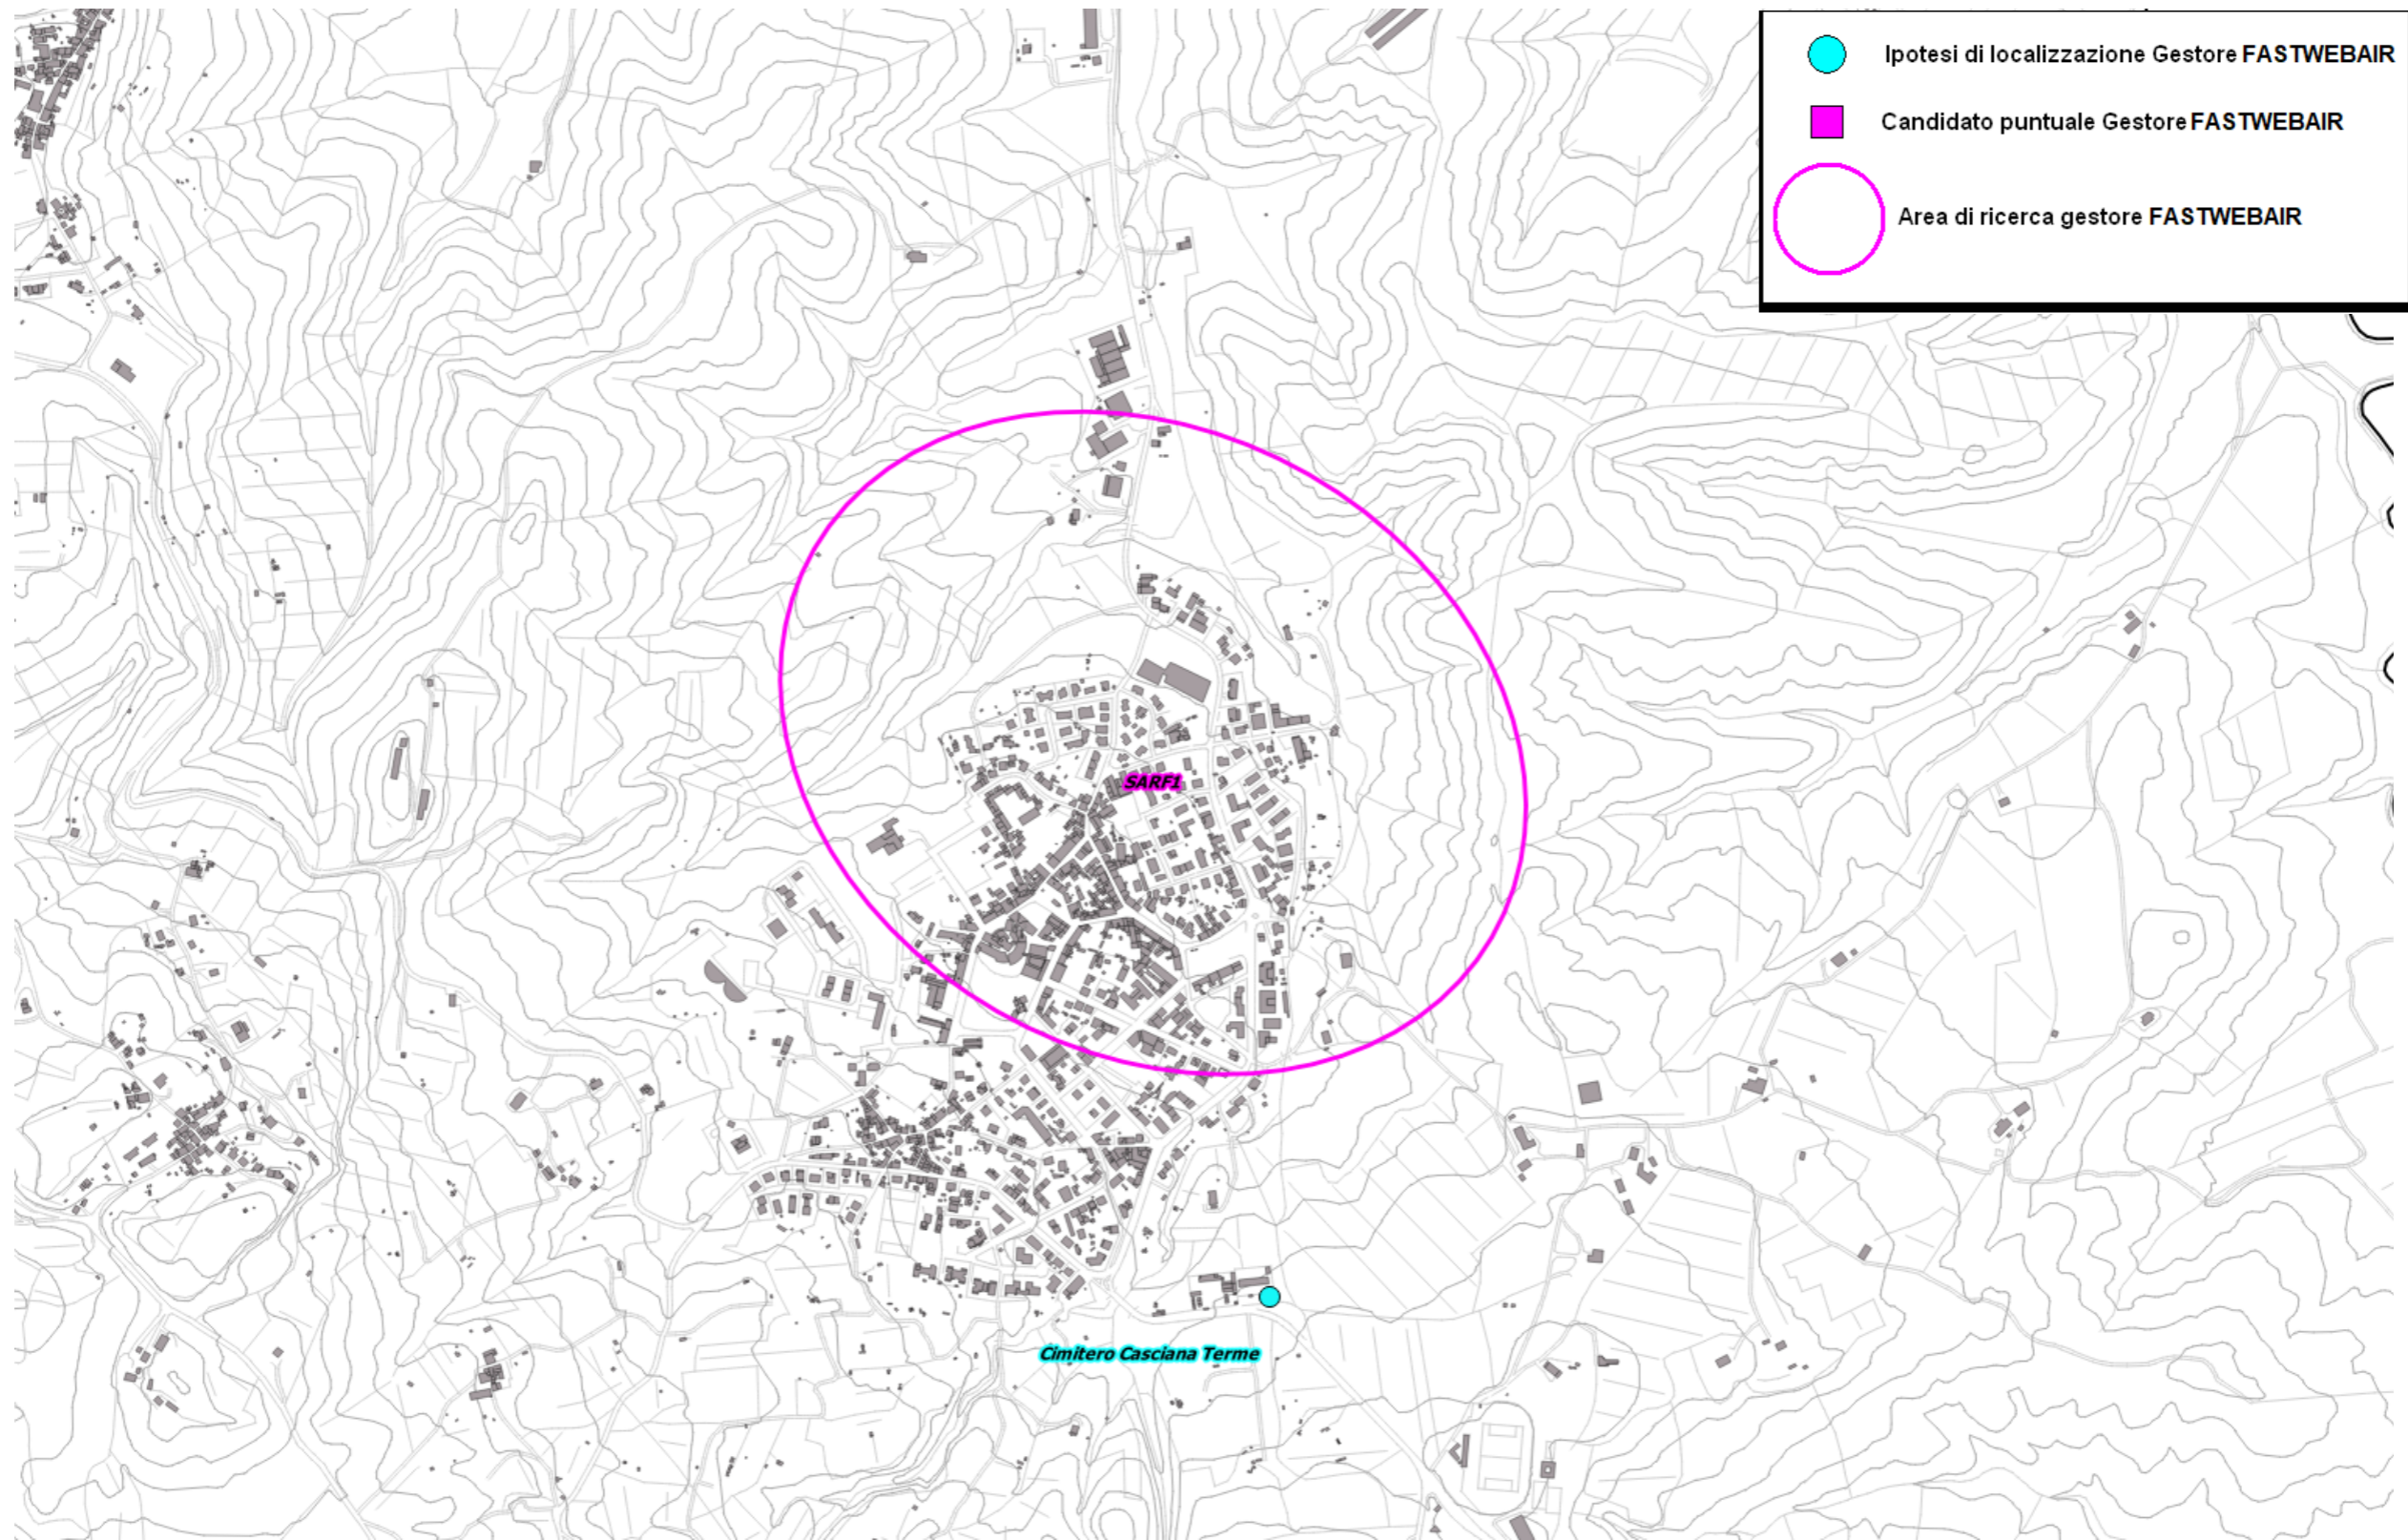 Ipotesi di localizzazione Gestore FASTWEBAIR
Candidato puntuale Gestore FASTWEBAIR
Area di ricerca gestore FASTWEBAIR
SARF1
Cimitero Casciana Terme